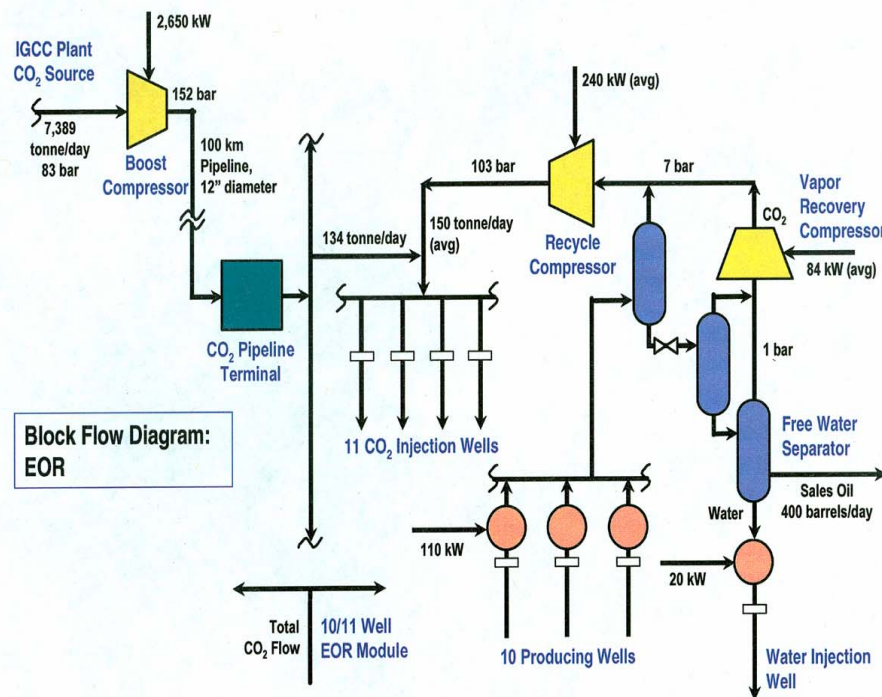 2,650 kW
IGCC Plant
CO₂ Source
152 bar
7,389
tonne/day
83 bar
Boost
Compressor
100 km
Pipeline,
12” diameter
CO₂ Pipeline
Terminal
134 tonne/day
240 kW (avg)
103 bar
7 bar
150 tonne/day
(avg)
Recycle
Compressor
Vapor
Recovery
Compressor
CO₂
84 kW (avg)
1 bar
11 CO₂ Injection Wells
Block Flow Diagram:
EOR
Free Water
Separator
Sales Oil
400 barrels/day
Water
110 kW
20 kW
Total
CO₂ Flow
10/11 Well
EOR Module
10 Producing Wells
Water Injection
Well